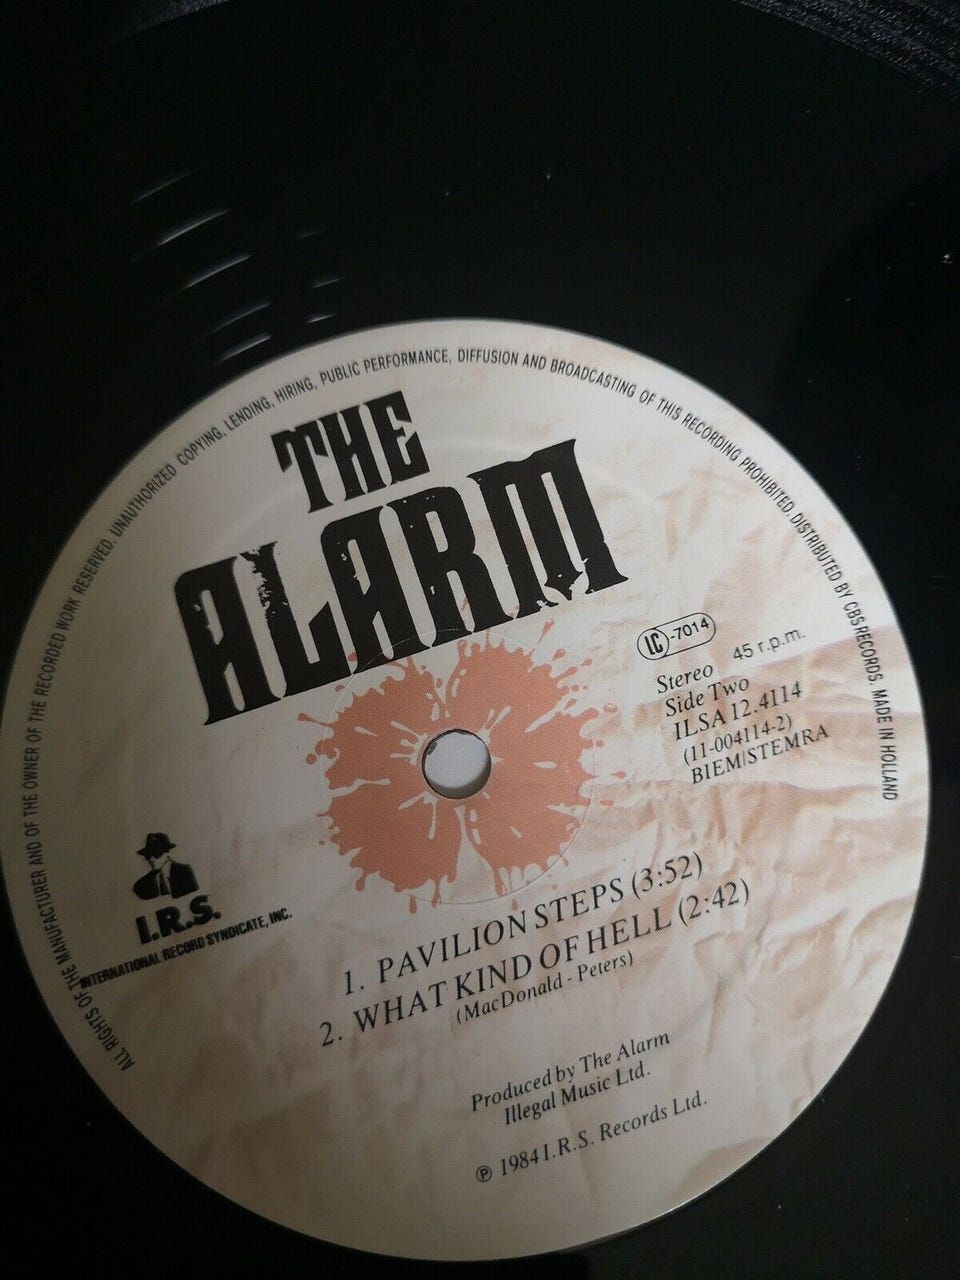 ALL RIGHTS OF THE MANUFACTURER AND OF THE OWNER OF THE RECORDED WORK RESERVED. UNAUTHORIZED COPYING, LENDING, HIRING, PUBLIC PERFORMANCE, DIFFUSION AND BROADCASTING OF THIS RECORDING PROHIBITED. DISTRIBUTED BY CBS RECORDS. MADE IN HOLLAND
THE
ALARM
LC-7014
Stereo 45 r.p.m.
Side Two
ILSA 12.4114
(11-004114-2)
BIEM/STEMRA
I.R.S.
INTERNATIONAL RECORD SYNDICATE, INC.
1. PAVILION STEPS (3:52)
2. WHAT KIND OF HELL (2:42)
(MacDonald - Peters)
Produced by The Alarm
Illegal Music Ltd.
℗ 1984 I.R.S. Records Ltd.